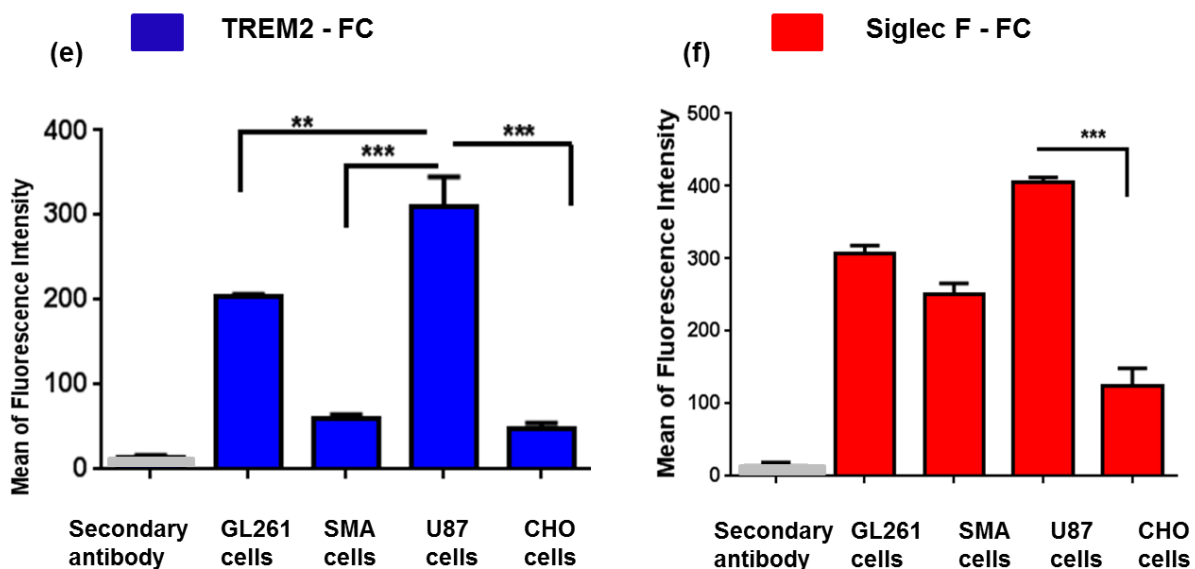 TREM2 - FC
(e)
**
***
***
400
300
200
100
0
Mean of Fluorescence Intensity
Secondary antibody
GL261 cells
SMA cells
U87 cells
CHO cells
Siglec F - FC
(f)
***
500
400
300
200
100
0
Mean of Fluorescence Intensity
Secondary antibody
GL261 cells
SMA cells
U87 cells
CHO cells